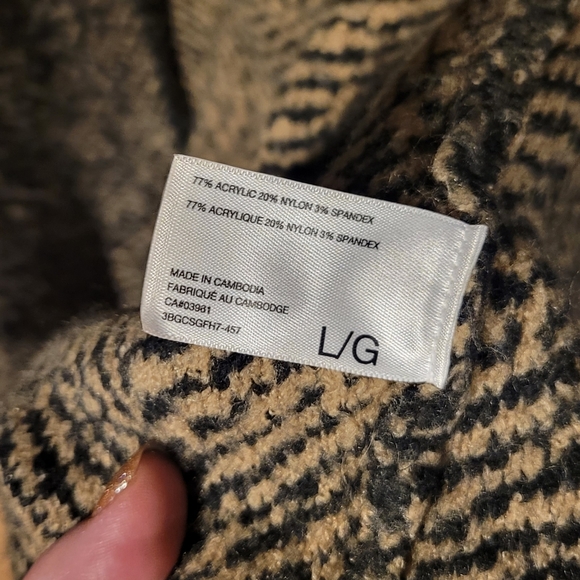 77% ACRYLIC 20% NYLON 3% SPANDEX
77% ACRYLIQUE 20% NYLON 3% SPANDEX
MADE IN CAMBODIA
FABRIQUÉ AU CAMBODGE
CA#03961
3BGCSGFH7-457
L/G